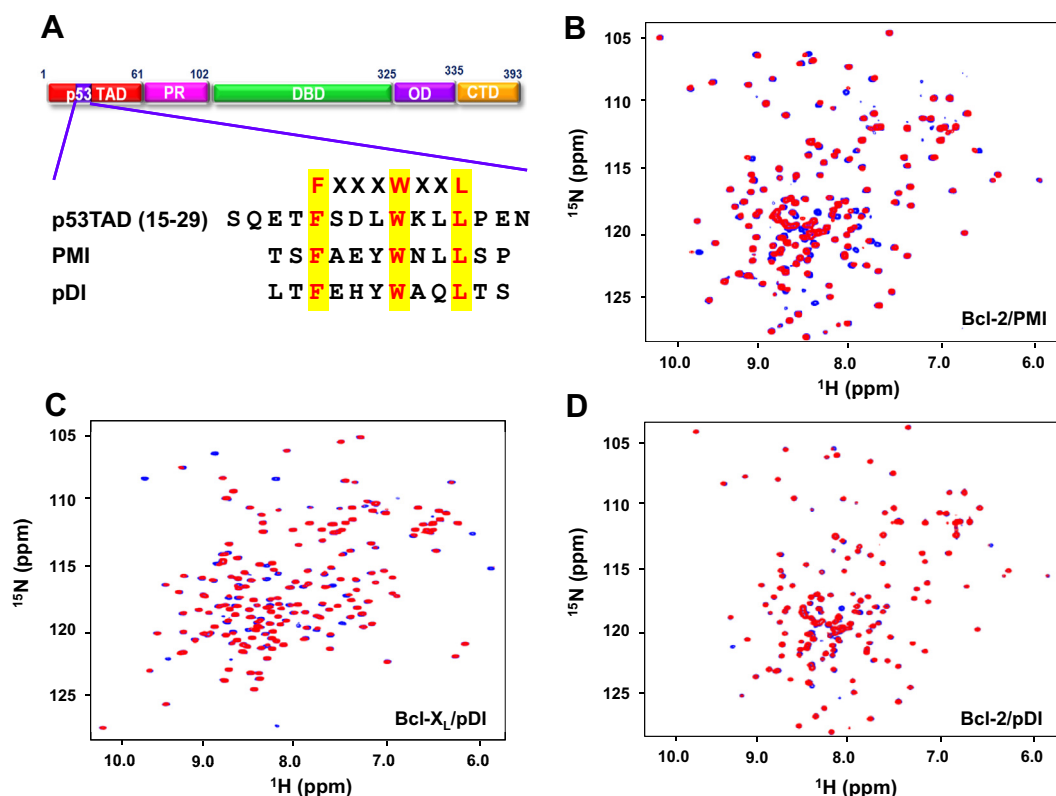 A
1 61 102 325 335 393
p53 TAD PR DBD OD CTD
F X X X W X X L
p53TAD (15-29) S Q E T F S D L W K L L P E N
PMI T S F A E Y W N L L S P
pDI L T F E H Y W A Q L T S
B
105
110
115
120
125
15N (ppm)
Bcl-2/PMI
10.0 9.0 8.0 7.0 6.0
1H (ppm)
C
105
110
115
120
125
15N (ppm)
Bcl-XL/pDI
10.0 9.0 8.0 7.0 6.0
1H (ppm)
D
105
110
115
120
125
15N (ppm)
Bcl-2/pDI
10.0 9.0 8.0 7.0 6.0
1H (ppm)